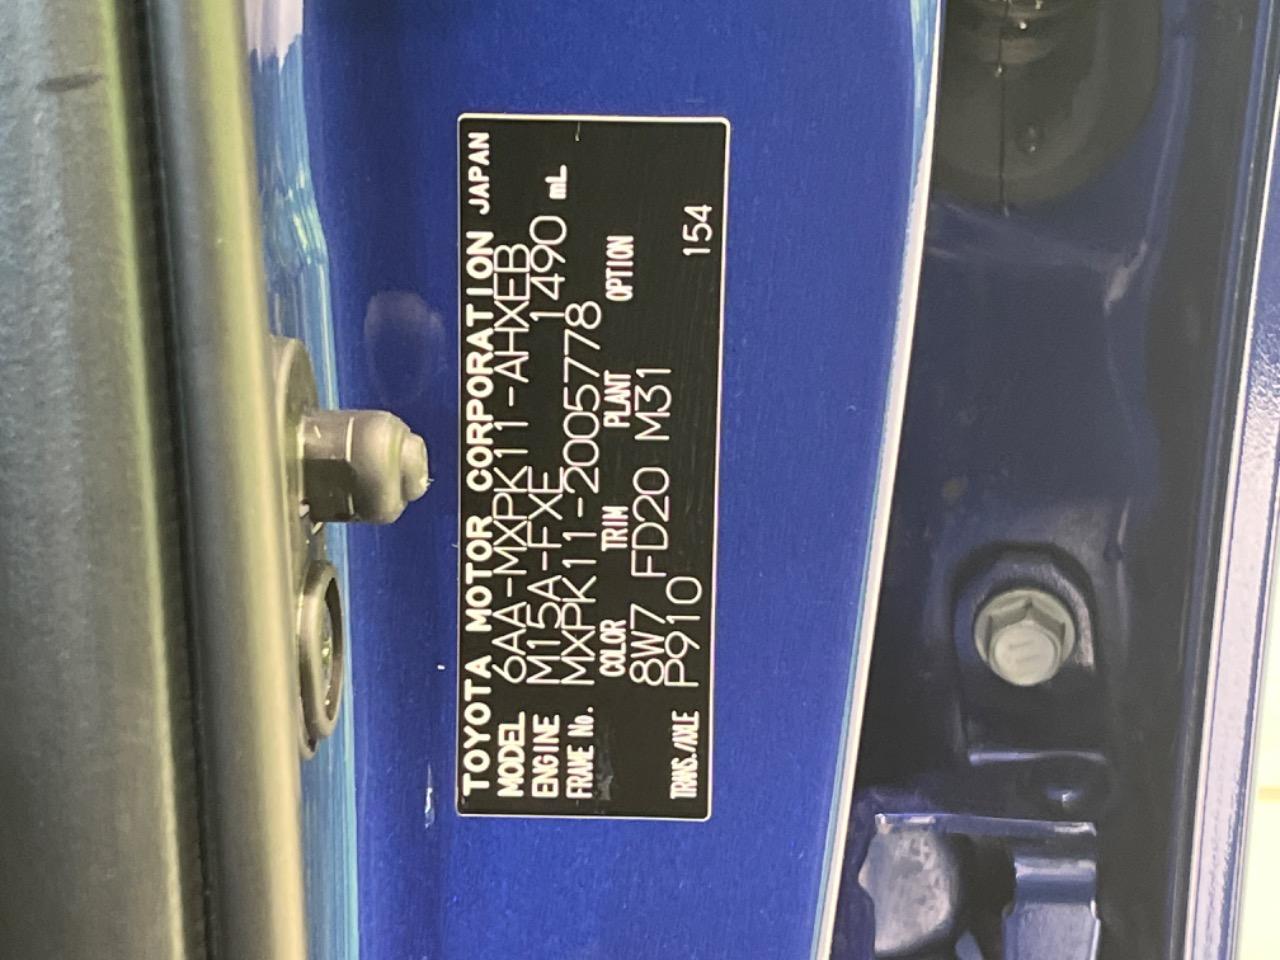 TOYOTA MOTOR CORPORATION JAPAN
MODEL 6AA-MXPK11-AHXEB
ENGINE M15A-FXE 1490 mL
FRAME No. MXPK11-2005778
COLOR TRIM PLANT OPTION
8W7 FD20 M31
TRANS./AXLE P910 154